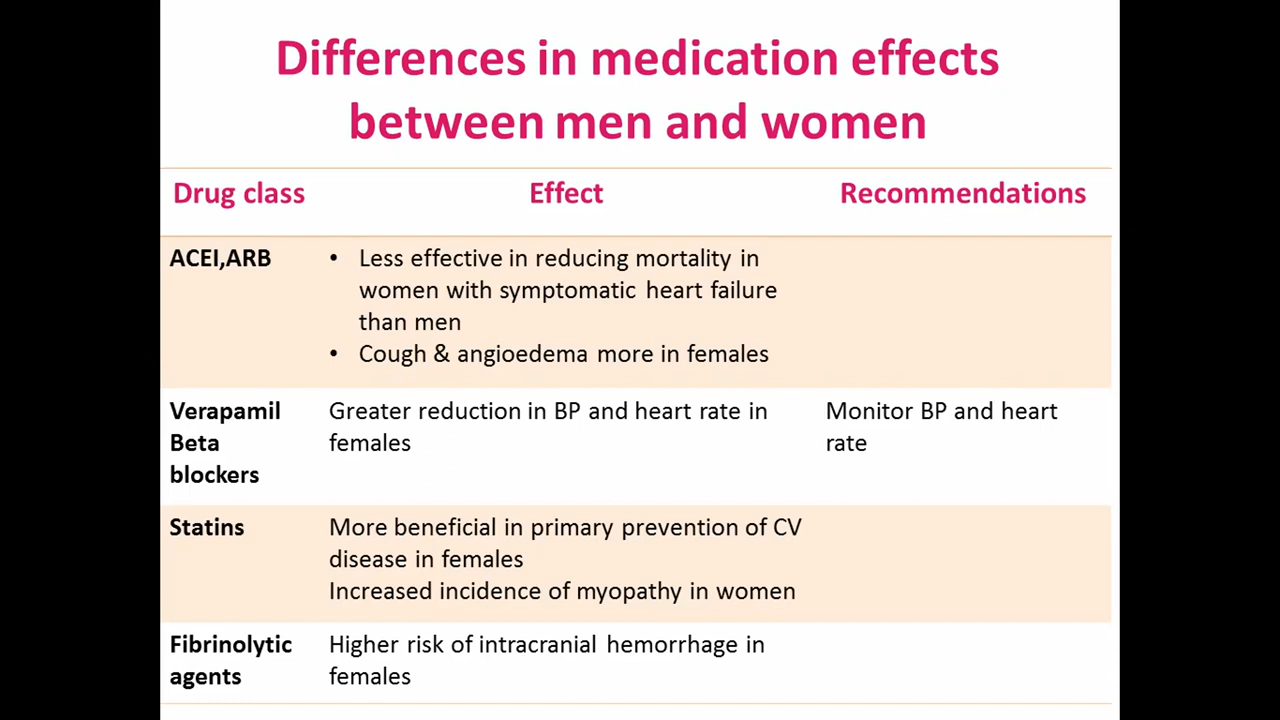 Differences in medication effects
between men and women
Drug class Effect Recommendations
ACEI,ARB
• Less effective in reducing mortality in
women with symptomatic heart failure
than men
• Cough & angioedema more in females
Verapamil
Beta
blockers
Greater reduction in BP and heart rate in
females
Monitor BP and heart
rate
Statins
More beneficial in primary prevention of CV
disease in females
Increased incidence of myopathy in women
Fibrinolytic
agents
Higher risk of intracranial hemorrhage in
females